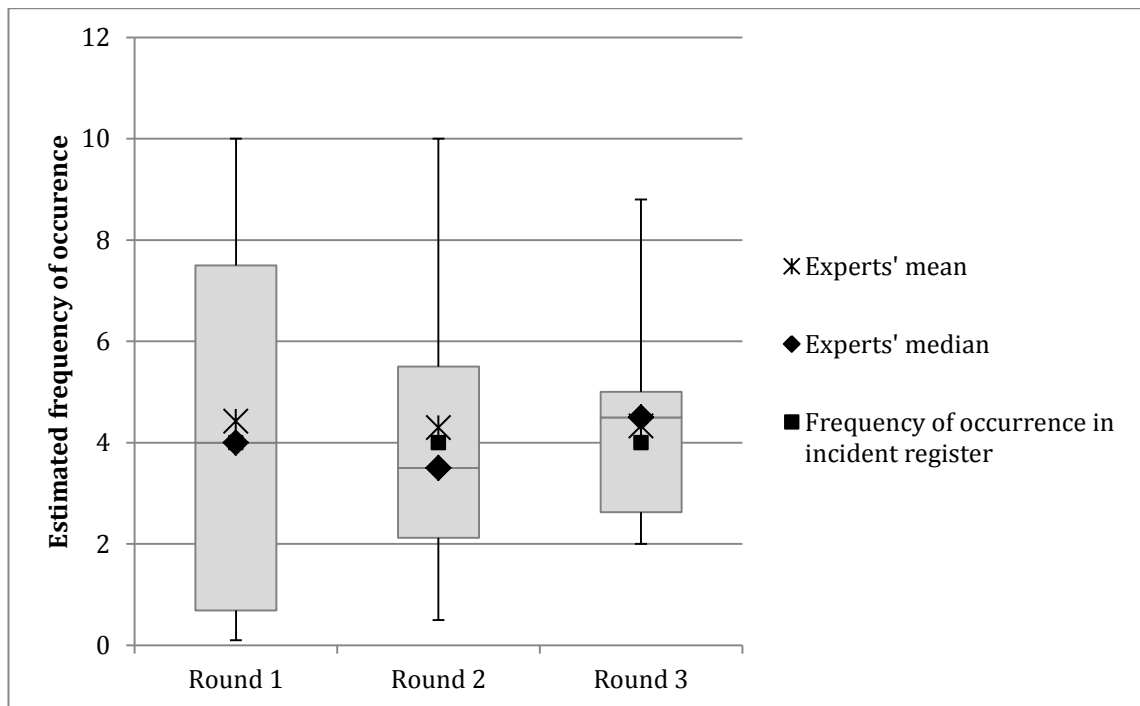 12
10
8
6
4
2
0
Estimated frequency of occurence
Round 1
Round 2
Round 3
Experts' mean
Experts' median
Frequency of occurrence in
incident register